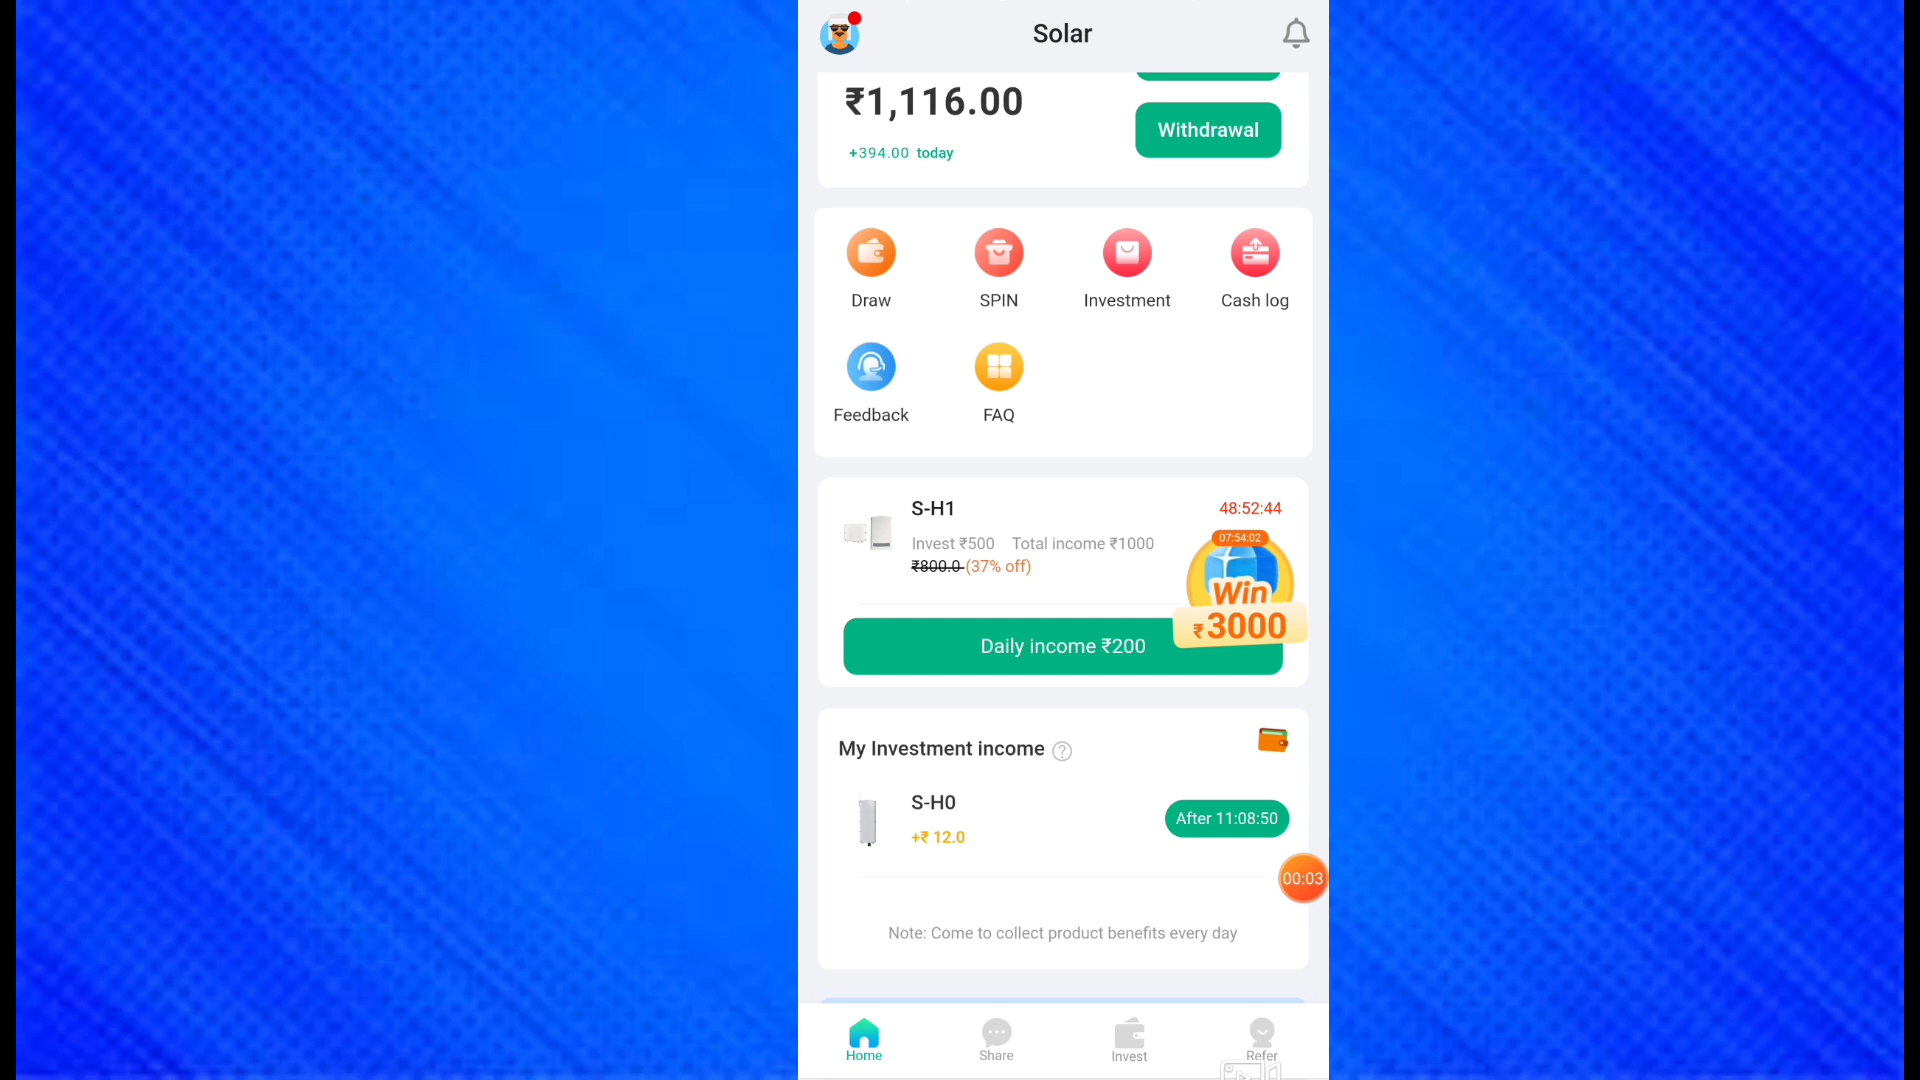 Solar
₹1,116.00
+394.00 today
Withdrawal
Draw
SPIN
Investment
Cash log
Feedback
FAQ
S-H1
48:52:44
Invest ₹500 Total income ₹1000
₹800.0 (37% off)
07:54:02
Win
₹3000
Daily income ₹200
My Investment income ?
S-H0
+₹ 12.0
After 11:08:50
00:03
Note: Come to collect product benefits every day
Home
Share
Invest
Refer